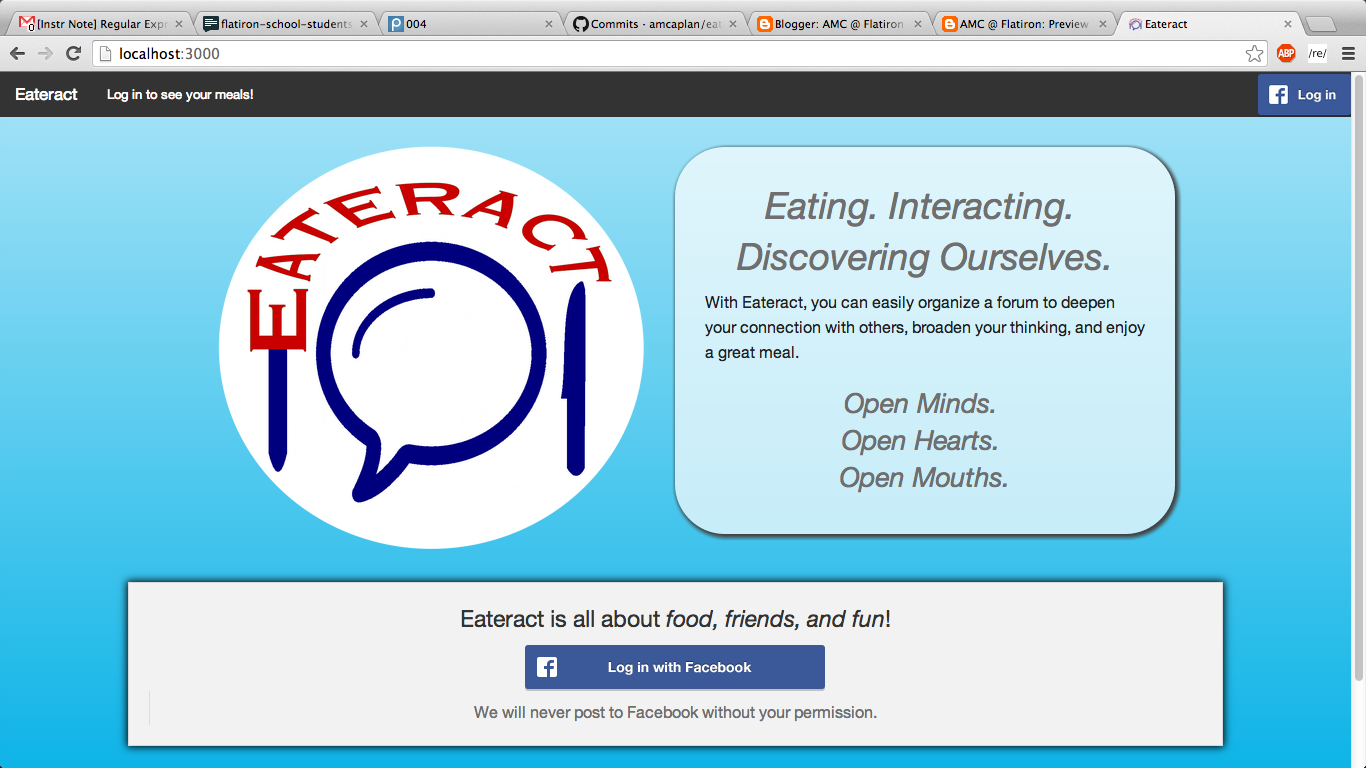 [Instr Note] Regular Expr
flatiron-school-students
004
Commits · amcaplan/eat
Blogger: AMC @ Flatiron
AMC @ Flatiron: Preview
Eateract
localhost:3000
ABP
/re/
Eateract
Log in to see your meals!
Log in
EATERACT
Eating. Interacting.
Discovering Ourselves.
With Eateract, you can easily organize a forum to deepen
your connection with others, broaden your thinking, and enjoy
a great meal.
Open Minds.
Open Hearts.
Open Mouths.
Eateract is all about food, friends, and fun!
Log in with Facebook
We will never post to Facebook without your permission.